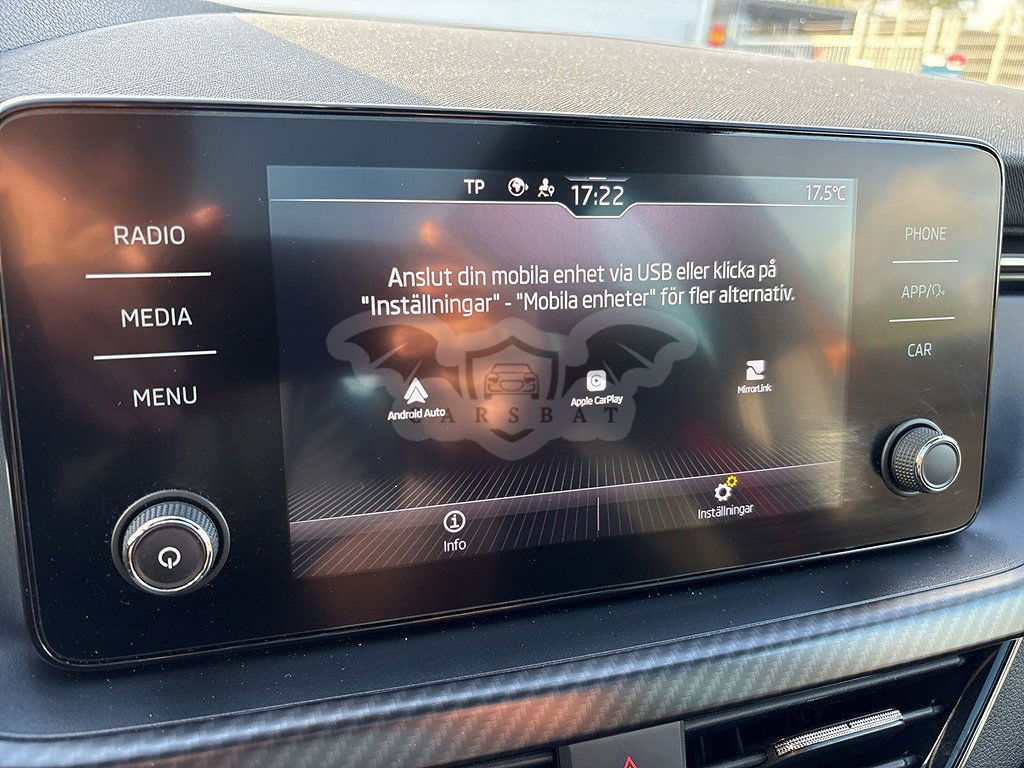 TP 17:22 17.5°C
RADIO
MEDIA
MENU
Anslut din mobila enhet via USB eller klicka på
"Inställningar" - "Mobila enheter" för fler alternativ.
Android Auto Apple CarPlay MirrorLink
CARSBAT
Info Inställningar
PHONE
APP/
CAR